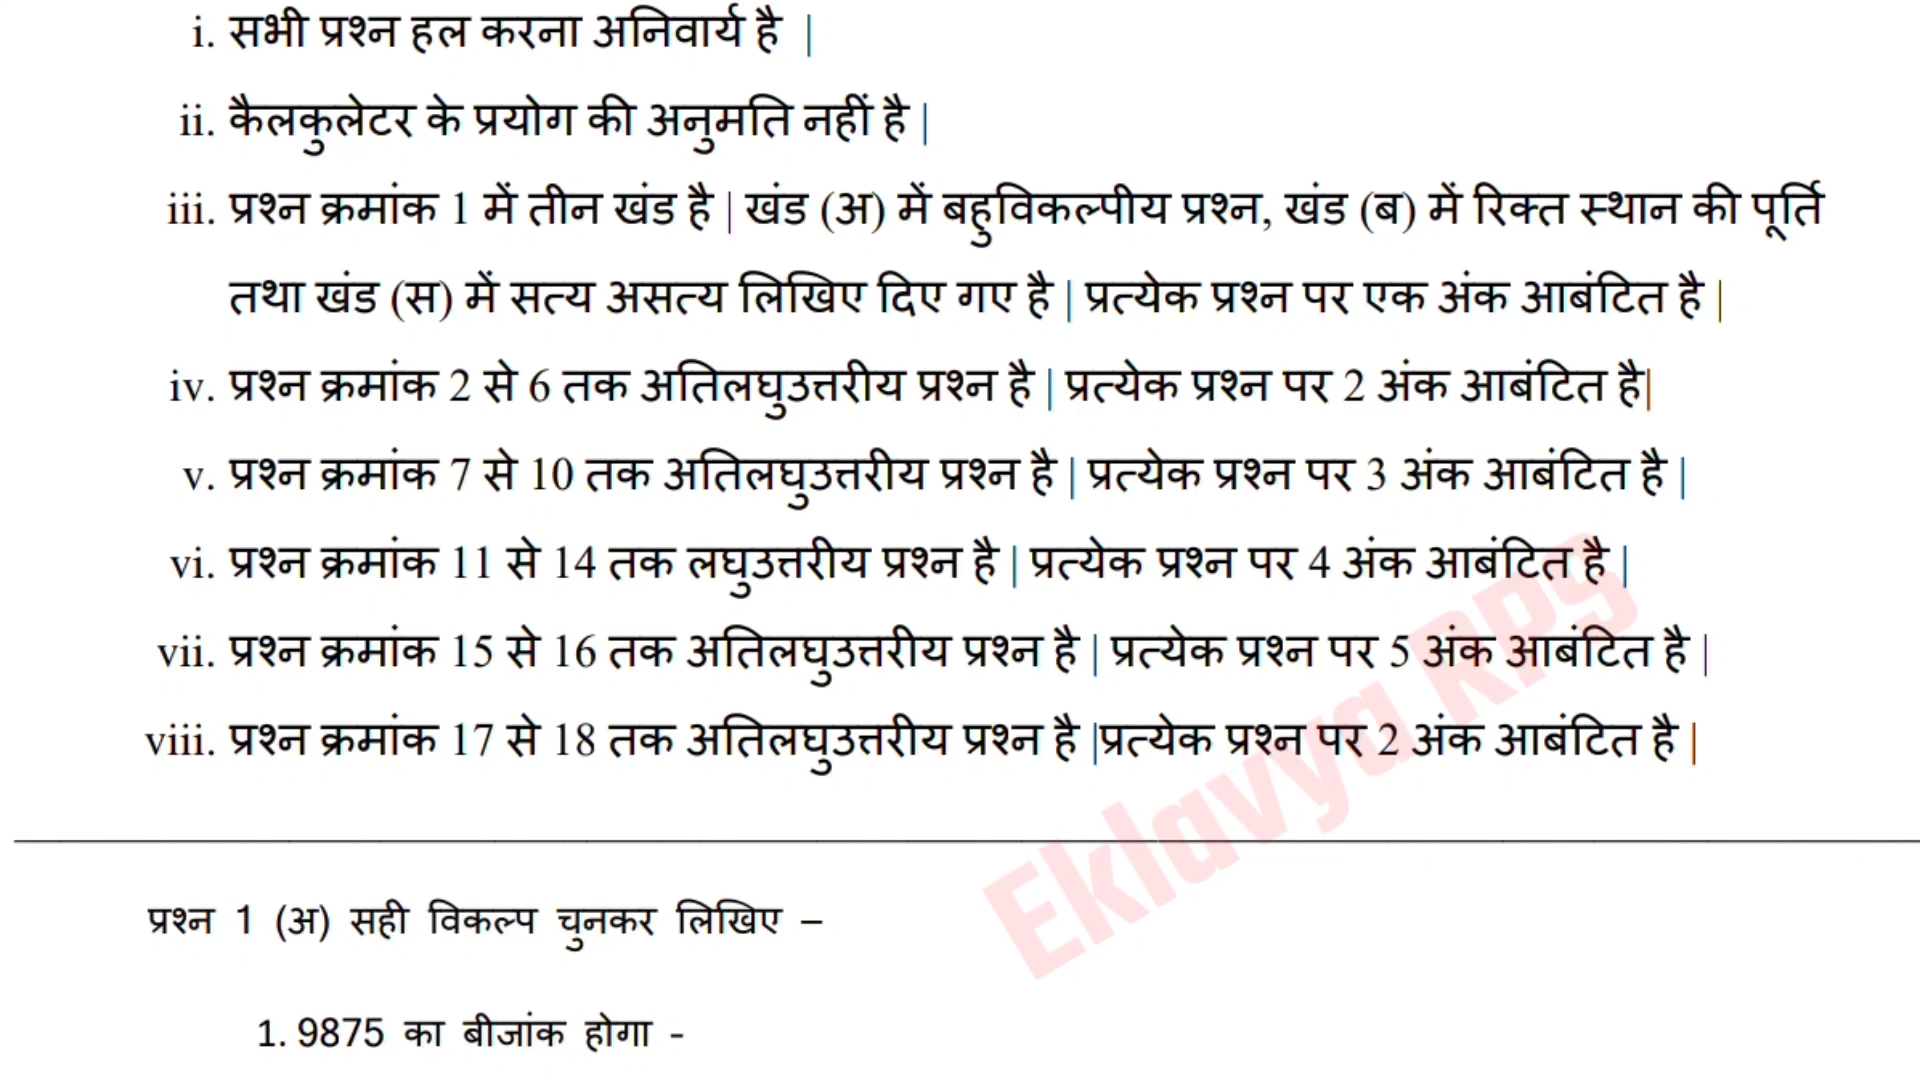 i. सभी प्रश्न हल करना अनिवार्य है |
ii. कैलकुलेटर के प्रयोग की अनुमति नहीं है |
iii. प्रश्न क्रमांक 1 में तीन खंड है | खंड (अ) में बहुविकल्पीय प्रश्न, खंड (ब) में रिक्त स्थान की पूर्ति
तथा खंड (स) में सत्य असत्य लिखिए दिए गए है | प्रत्येक प्रश्न पर एक अंक आबंटित है |
iv. प्रश्न क्रमांक 2 से 6 तक अतिलघुउत्तरीय प्रश्न है | प्रत्येक प्रश्न पर 2 अंक आबंटित है|
v. प्रश्न क्रमांक 7 से 10 तक अतिलघुउत्तरीय प्रश्न है | प्रत्येक प्रश्न पर 3 अंक आबंटित है |
vi. प्रश्न क्रमांक 11 से 14 तक लघुउत्तरीय प्रश्न है | प्रत्येक प्रश्न पर 4 अंक आबंटित है |
vii. प्रश्न क्रमांक 15 से 16 तक अतिलघुउत्तरीय प्रश्न है | प्रत्येक प्रश्न पर 5 अंक आबंटित है |
viii. प्रश्न क्रमांक 17 से 18 तक अतिलघुउत्तरीय प्रश्न है |प्रत्येक प्रश्न पर 2 अंक आबंटित है |
Eklavya RPS
प्रश्न 1 (अ) सही विकल्प चुनकर लिखिए –
1. 9875 का बीजांक होगा -